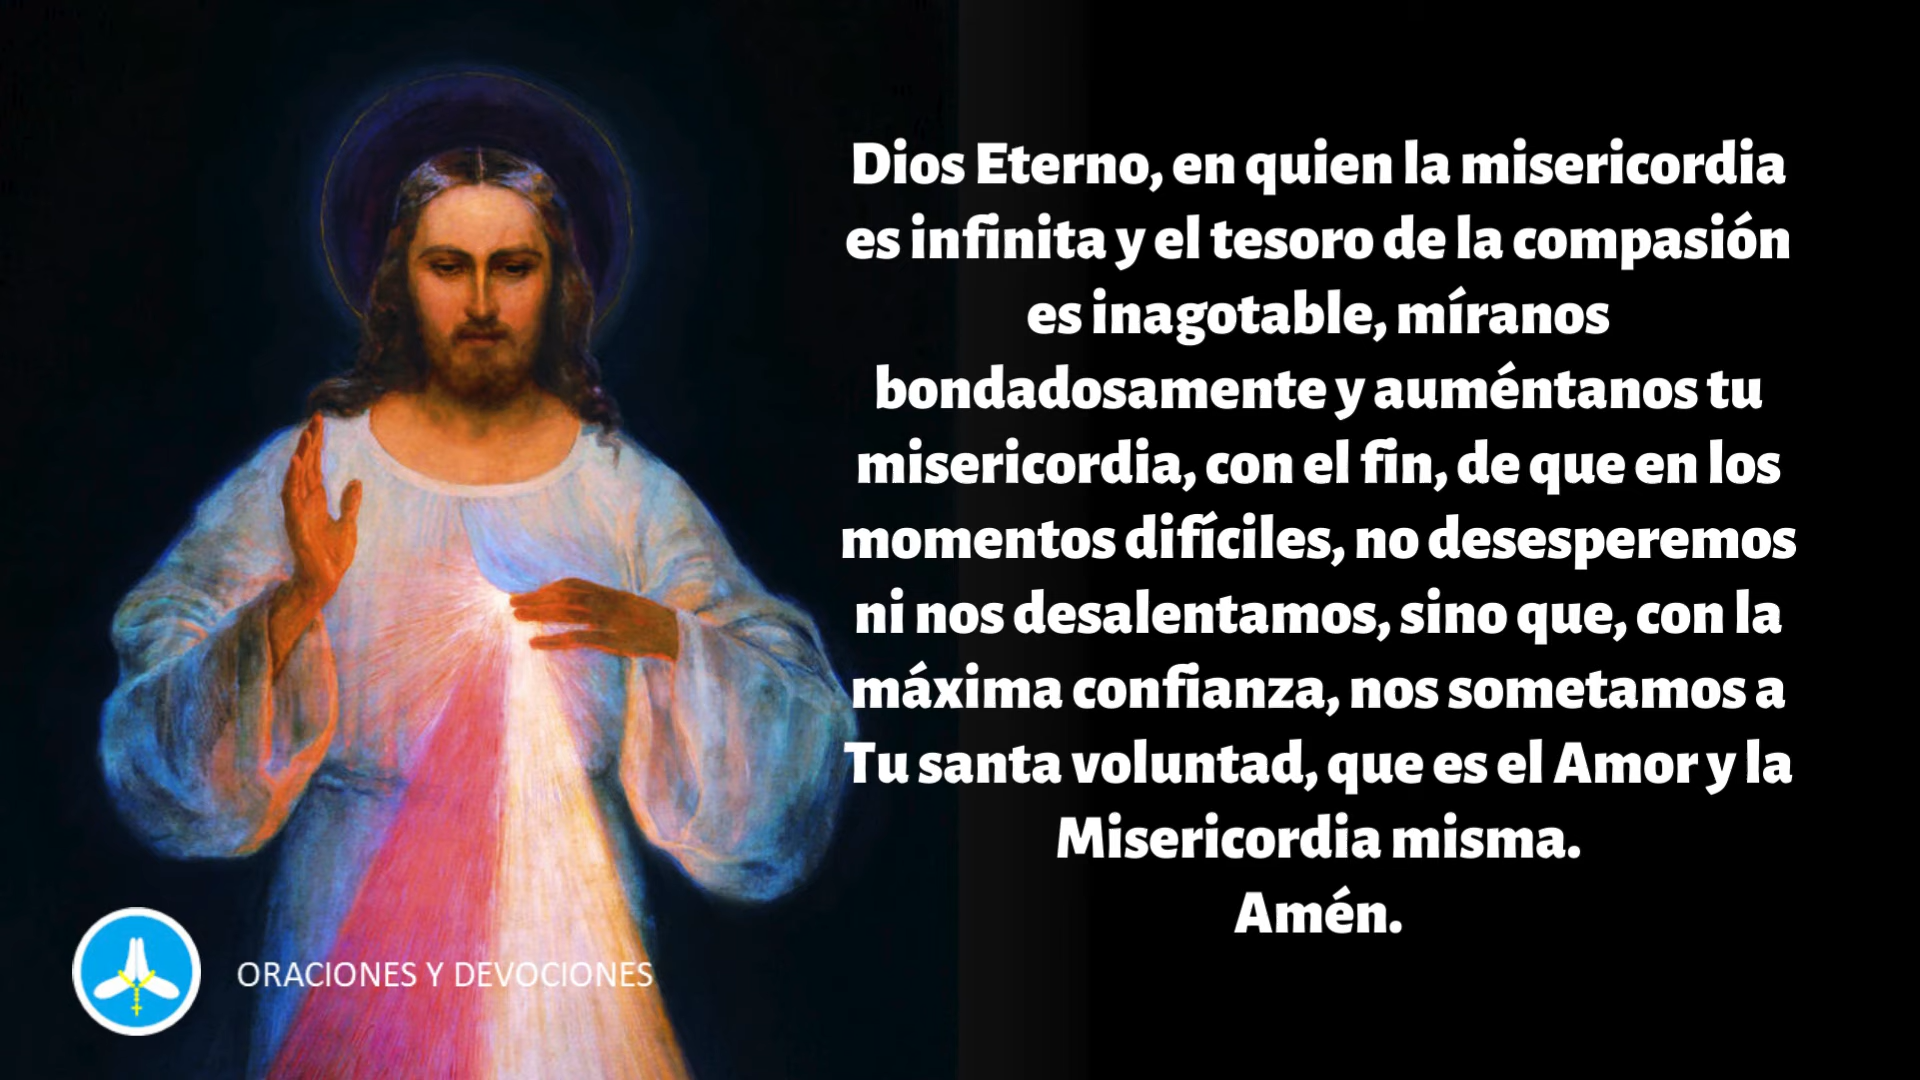 Dios Eterno, en quien la misericordia
es infinita y el tesoro de la compasión
es inagotable, míranos
bondadosamente y auméntanos tu
misericordia, con el fin, de que en los
momentos difíciles, no desesperemos
ni nos desalentamos, sino que, con la
máxima confianza, nos sometamos a
Tu santa voluntad, que es el Amor y la
Misericordia misma.
Amén.
ORACIONES Y DEVOCIONES